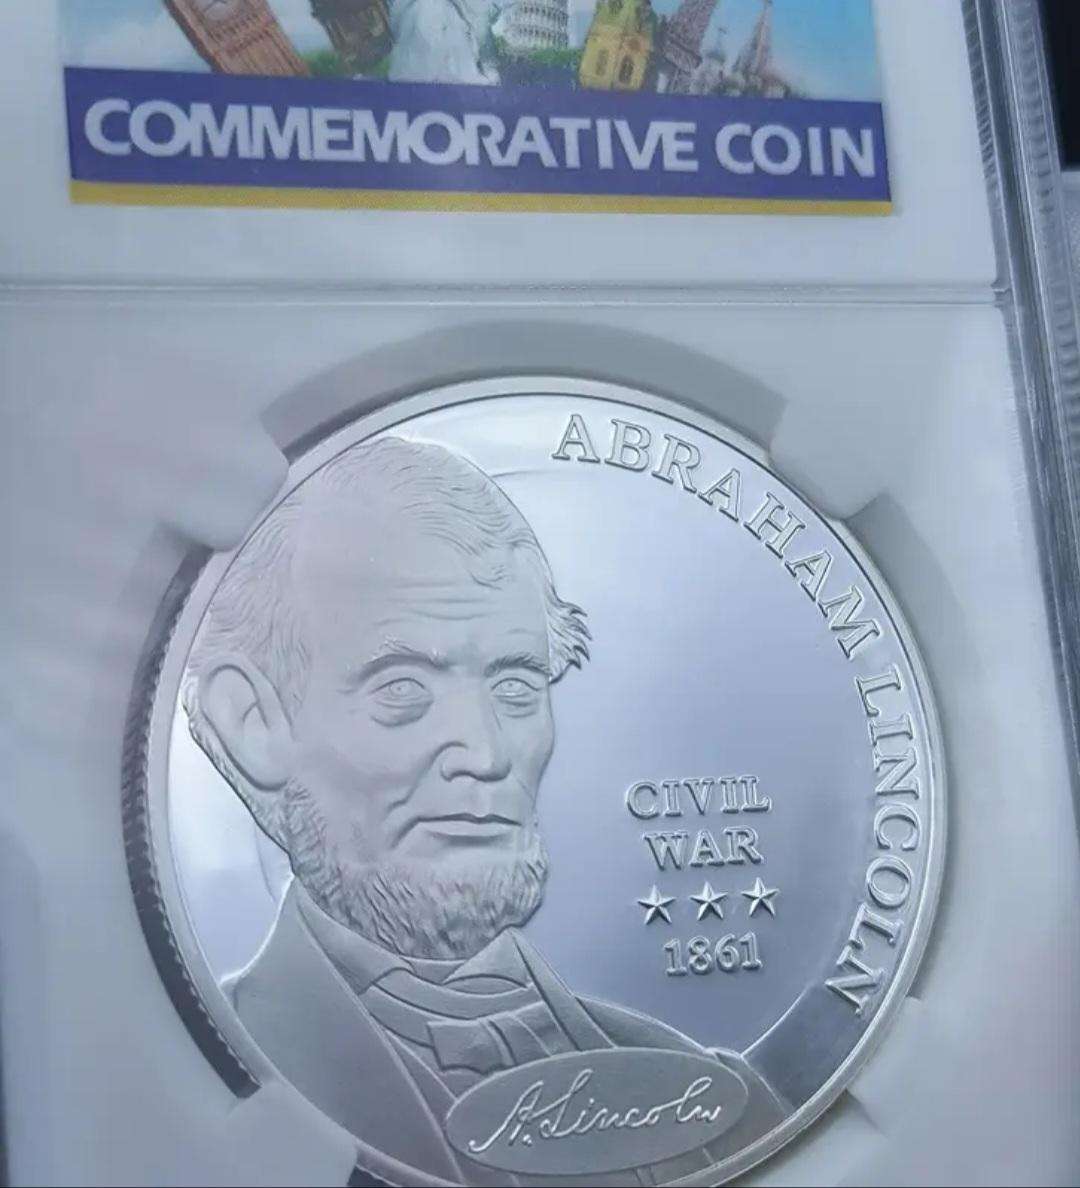 COMMEMORATIVE COIN
ABRAHAM LINCOLN
CIVIL
WAR
1861
A. Lincoln